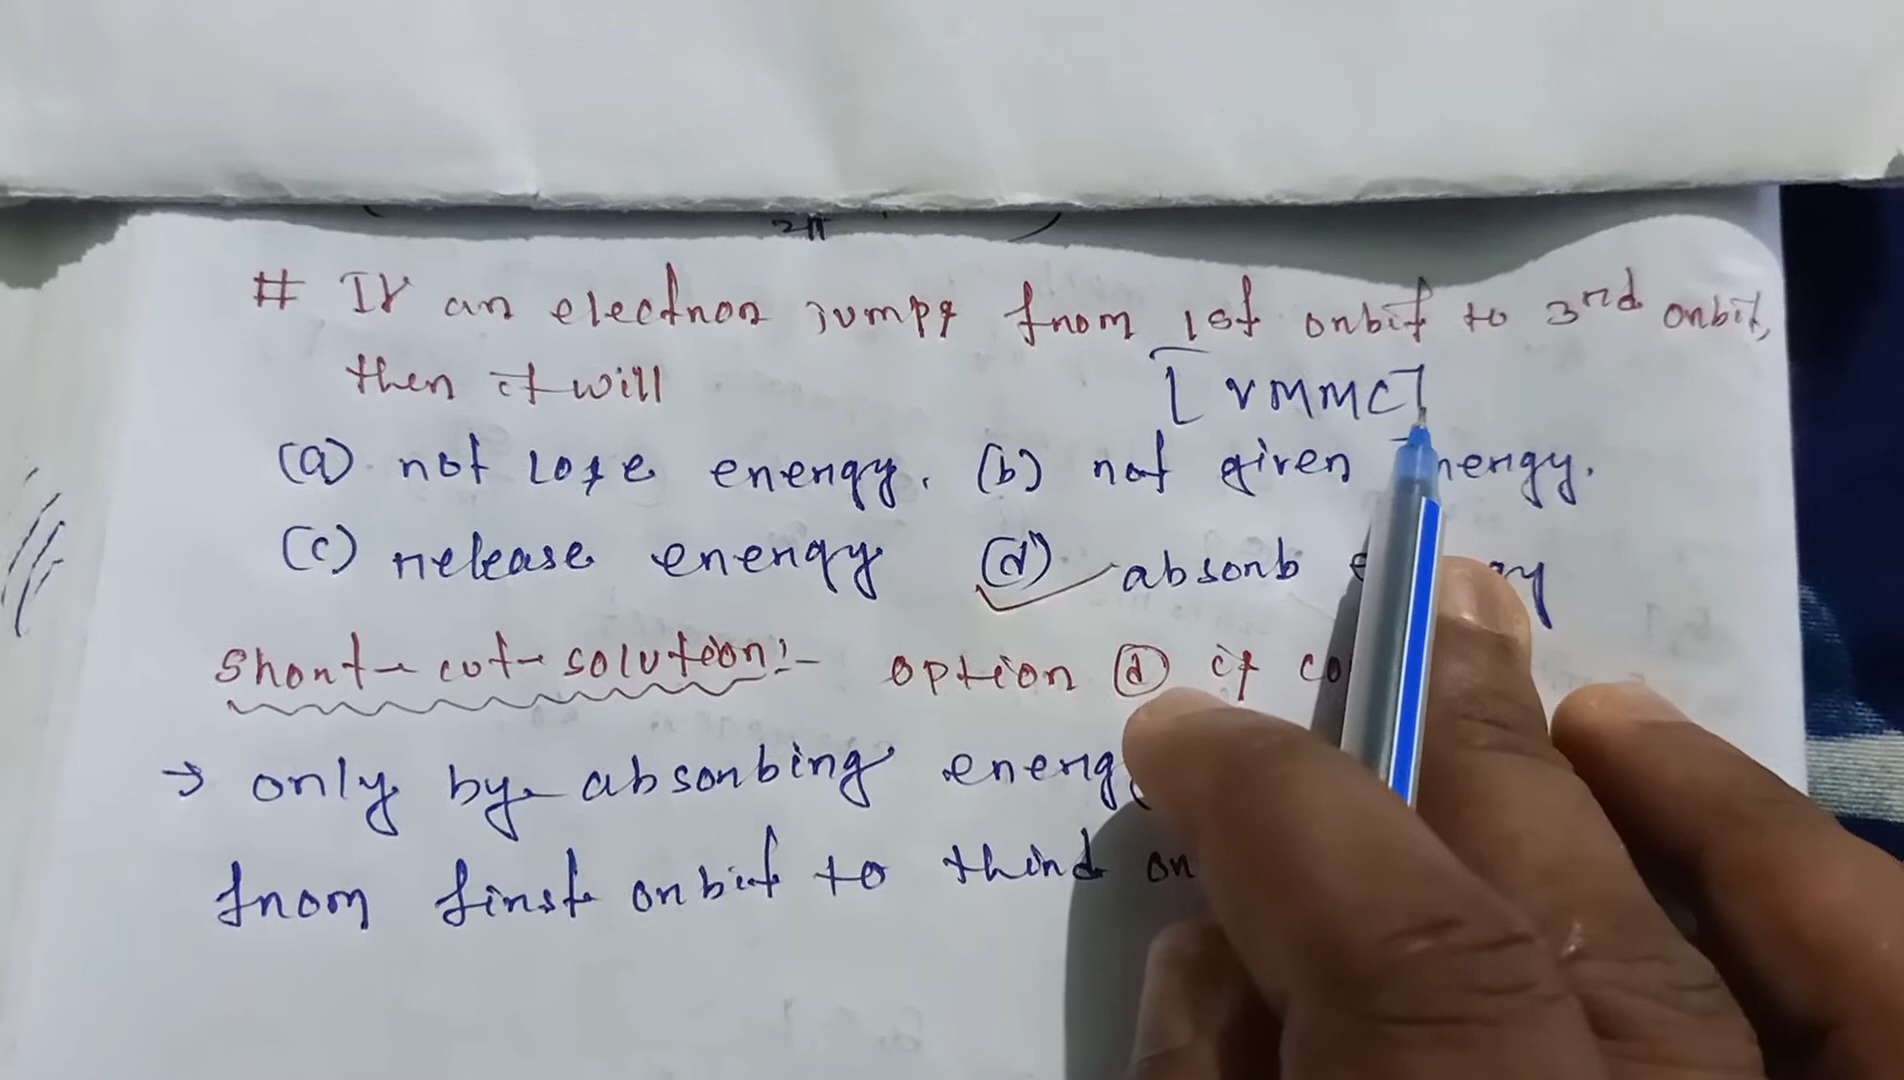 2π
# If an electron jumps from 1st orbit to 3rd orbit,
then it will [VMMC]
(a) not lose energy. (b) not given energy.
(c) release energy (d) absorb
Short-cut-solution:- option (d) is
→ only by absorbing
from first orbit to third